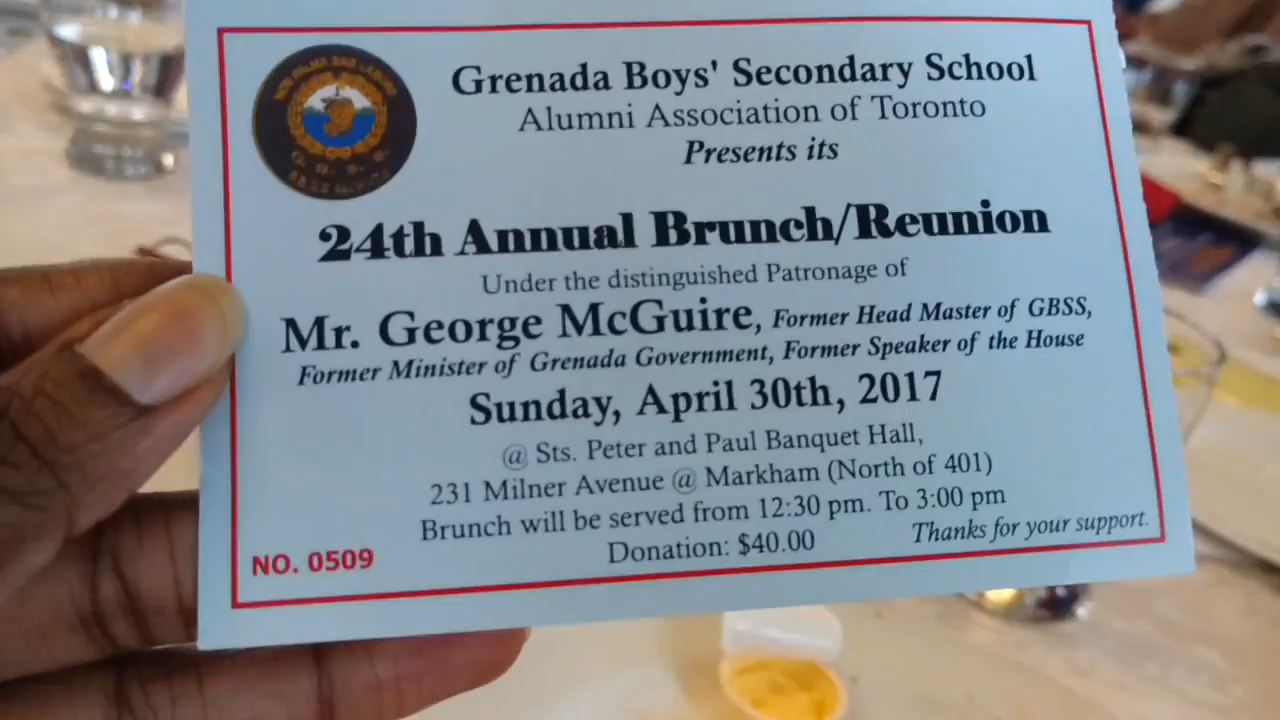 Grenada Boys' Secondary School
Alumni Association of Toronto
Presents its
24th Annual Brunch/Reunion
Under the distinguished Patronage of
Mr. George McGuire, Former Head Master of GBSS,
Former Minister of Grenada Government, Former Speaker of the House
Sunday, April 30th, 2017
@ Sts. Peter and Paul Banquet Hall,
231 Milner Avenue @ Markham (North of 401)
Brunch will be served from 12:30 pm. To 3:00 pm
Donation: $40.00
Thanks for your support.
NO. 0509